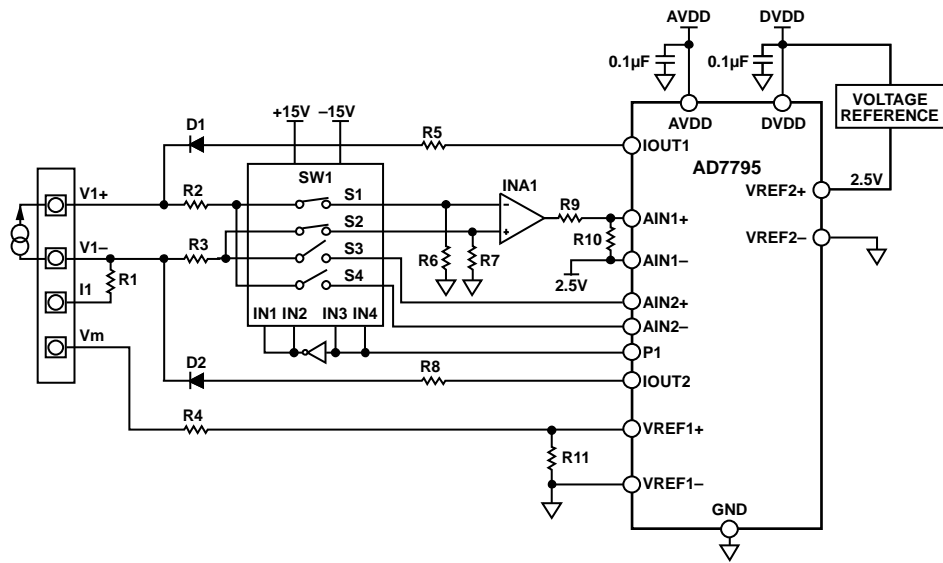 AVDD DVDD
0.1µF 0.1µF
VOLTAGE
REFERENCE
+15V –15V
AVDD DVDD
D1 R5 IOUT1
AD7795
SW1
V1+ R2 S1 INA1 VREF2+ 2.5V
R9 AIN1+
S2
R10
V1– R3 S3 R6 R7 VREF2–
AIN1–
R1 S4 2.5V
I1 AIN2+
IN1 IN2 IN3 IN4 AIN2–
Vm P1
D2 R8 IOUT2
R4 VREF1+
R11
VREF1–
GND